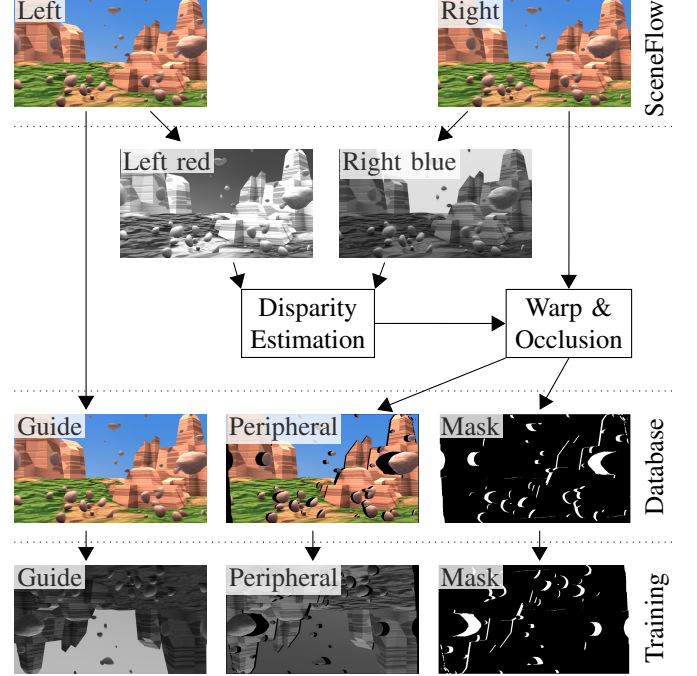 Left
Right
SceneFlow
Left red
Right blue
Disparity
Estimation
Warp &
Occlusion
Guide
Peripheral
Mask
Database
Guide
Peripheral
Mask
Training